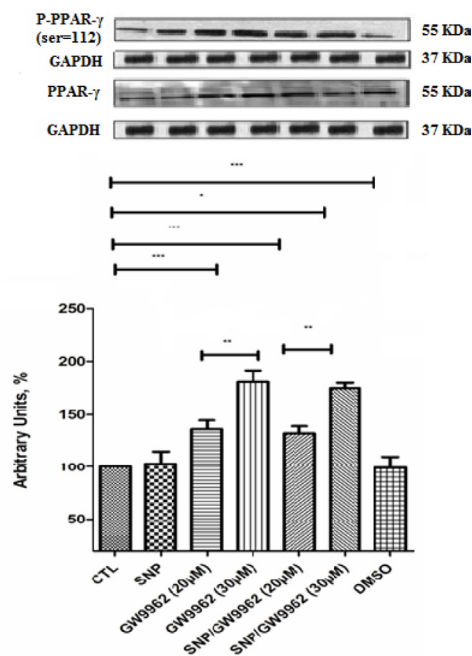 P-PPAR-γ
(ser=112)
55 KDa
GAPDH
37 KDa
PPAR-γ
55 KDa
GAPDH
37 KDa
***
*
***
***
250
200
150
100
50
Arbitrary Units, %
**
**
CTL
SNP
GW9962 (20µM)
GW9962 (30µM)
SNP/GW9962 (20µM)
SNP/GW9962 (30µM)
DMSO